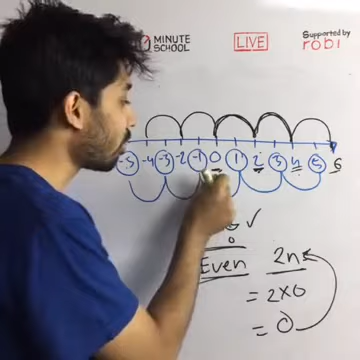 MINUTE SCHOOL
LIVE
Supported by robi
-5 -4 -3 -2 -1 0 1 2 3 4 5 6
Even 2n
= 2×0
= 0